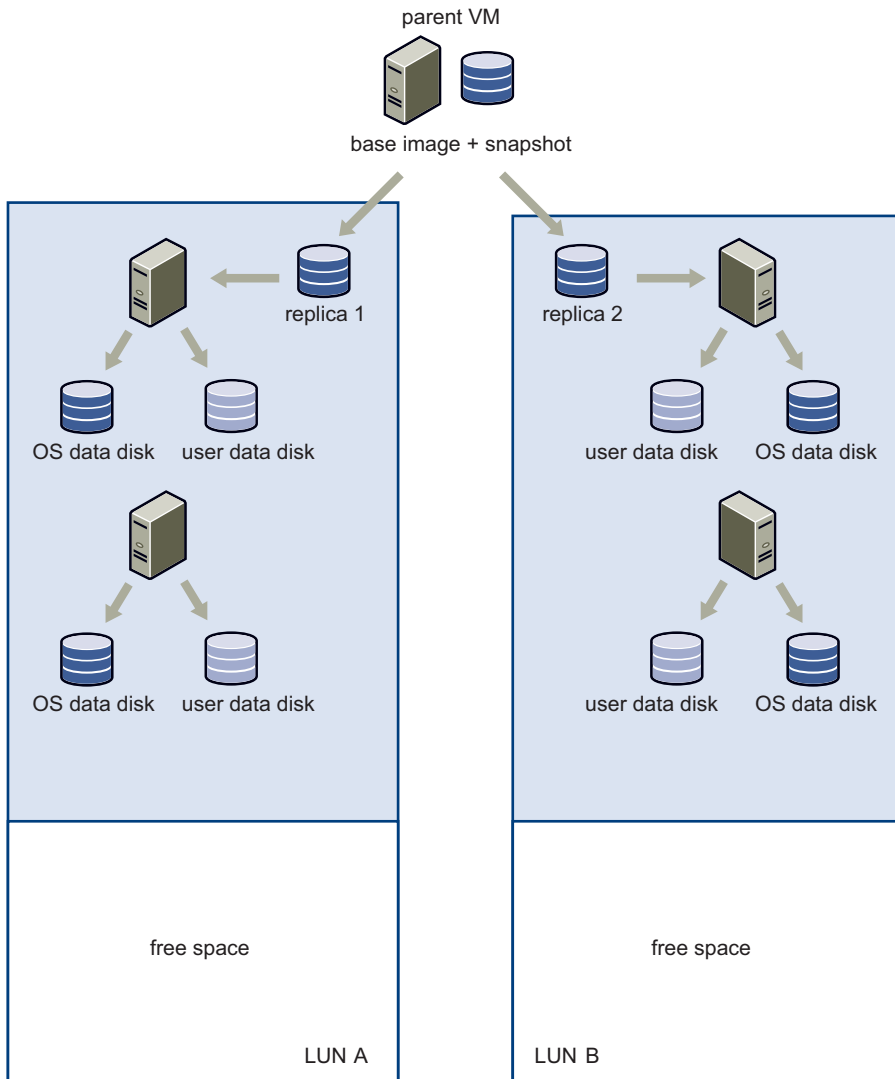 parent VM
base image + snapshot
replica 1
replica 2
OS data disk
user data disk
user data disk
OS data disk
OS data disk
user data disk
user data disk
OS data disk
free space
free space
LUN A
LUN B